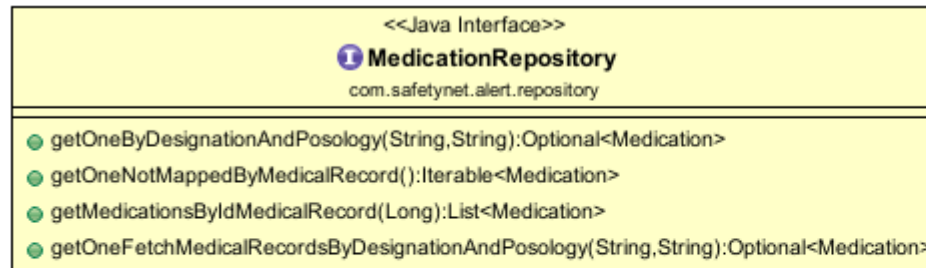 <<Java Interface>>
I MedicationRepository
com.safetynet.alert.repository
getOneByDesignationAndPosology(String,String):Optional<Medication>
getOneNotMappedByMedicalRecord():Iterable<Medication>
getMedicationsByIdMedicalRecord(Long):List<Medication>
getOneFetchMedicalRecordsByDesignationAndPosology(String,String):Optional<Medication>